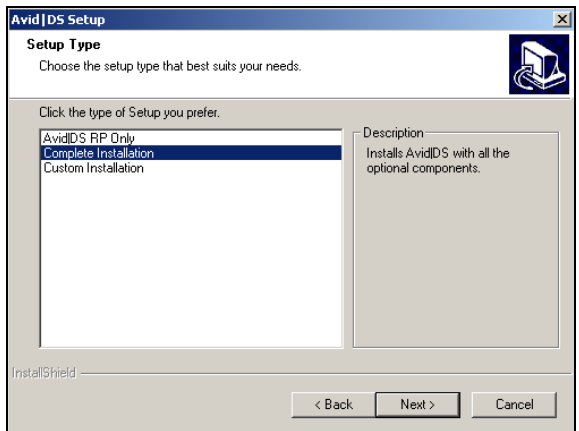 Avid|DS Setup
Setup Type
Choose the setup type that best suits your needs.
Click the type of Setup you prefer.
Avid|DS RP Only
Complete Installation
Custom Installation
Description
Installs Avid|DS with all the
optional components.
InstallShield
< Back
Next >
Cancel